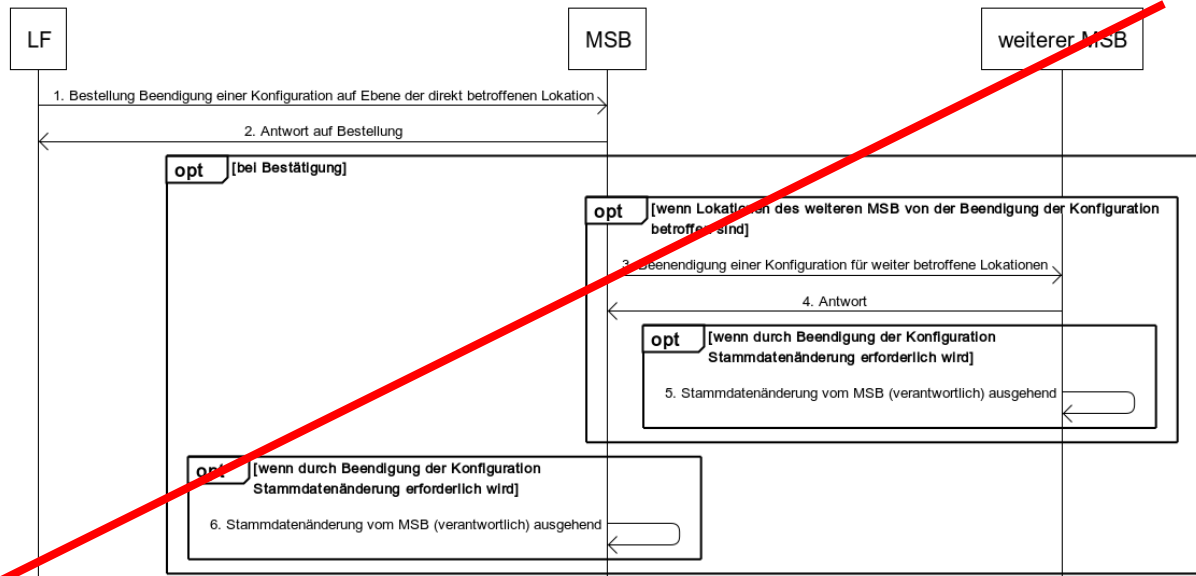 LF
MSB
weiterer MSB
1. Bestellung Beendigung einer Konfiguration auf Ebene der direkt betroffenen Lokation
2. Antwort auf Bestellung
opt
[bei Bestätigung]
opt
[wenn Lokationen des weiteren MSB von der Beendigung der Konfiguration
betroffen sind]
3. Beenendigung einer Konfiguration für weiter betroffene Lokationen
4. Antwort
opt
[wenn durch Beendigung der Konfiguration
Stammdatenänderung erforderlich wird]
5. Stammdatenänderung vom MSB (verantwortlich) ausgehend
opt
[wenn durch Beendigung der Konfiguration
Stammdatenänderung erforderlich wird]
6. Stammdatenänderung vom MSB (verantwortlich) ausgehend